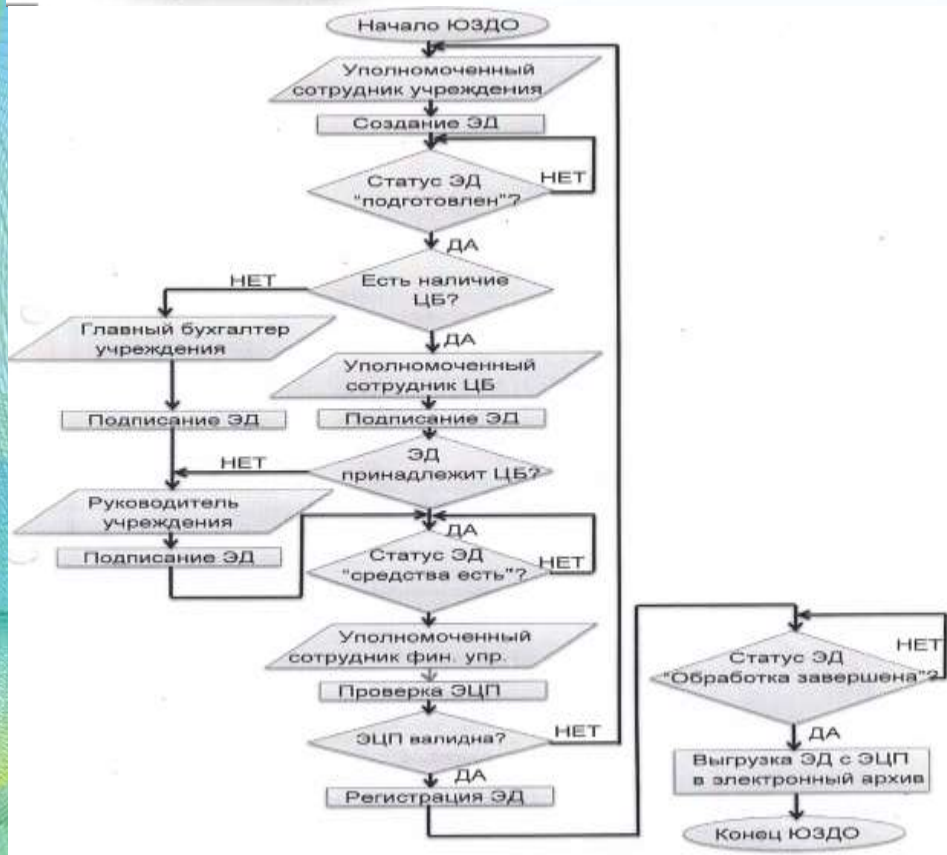 Начало ЮЗДО
Уполномоченный
сотрудник учреждения
Создание ЭД
Статус ЭД
"подготовлен"?
НЕТ
ДА
Есть наличие
ЦБ?
НЕТ
Главный бухгалтер
учреждения
Подписание ЭД
ДА
Уполномоченный
сотрудник ЦБ
Подписание ЭД
ЭД
принадлежит ЦБ?
НЕТ
Руководитель
учреждения
Подписание ЭД
ДА
Статус ЭД
"средства есть"?
НЕТ
Уполномоченный
сотрудник фин. упр.
Проверка ЭЦП
ЭЦП валидна?
НЕТ
ДА
Регистрация ЭД
Статус ЭД
"Обработка завершена"?
НЕТ
ДА
Выгрузка ЭД с ЭЦП
в электронный архив
Конец ЮЗДО